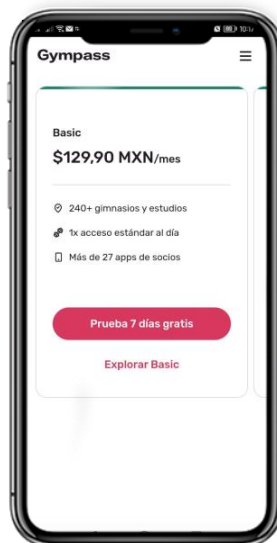 Gympass
Basic
$129,90 MXN/mes
240+ gimnasios y estudios
1x acceso estándar al día
Más de 27 apps de socios
Prueba 7 días gratis
Explorar Basic